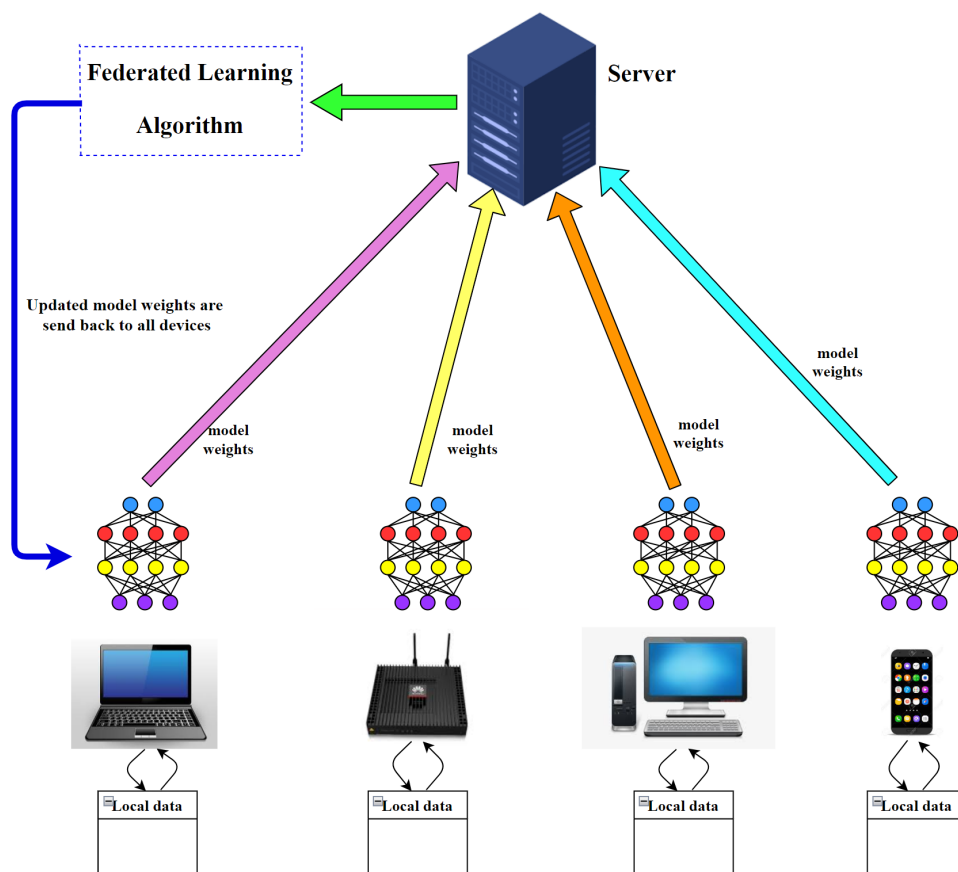 Federated Learning
Algorithm
Server
Updated model weights are
send back to all devices
model
weights
model
weights
model
weights
model
weights
Local data
Local data
Local data
Local data